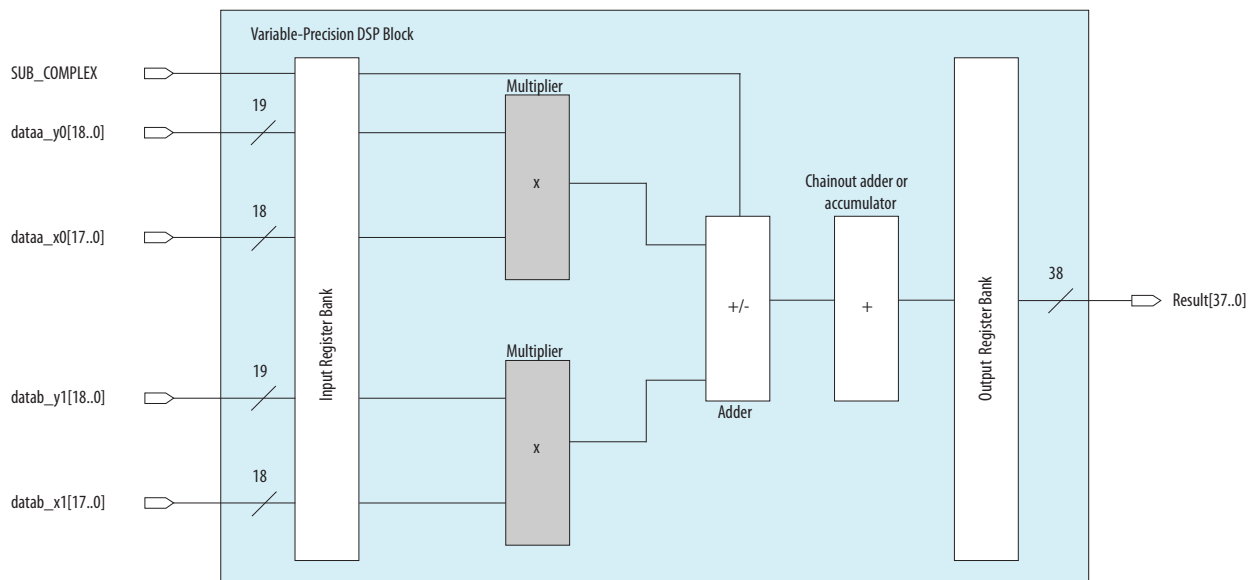 Variable-Precision DSP Block
SUB_COMPLEX
Multiplier
19
dataa_y0[18..0]
x
Chainout adder or
accumulator
18
dataa_x0[17..0]
Input Register Bank
+/-
+
Output Register Bank
38
Result[37..0]
Multiplier
19
datab_y1[18..0]
Adder
x
18
datab_x1[17..0]